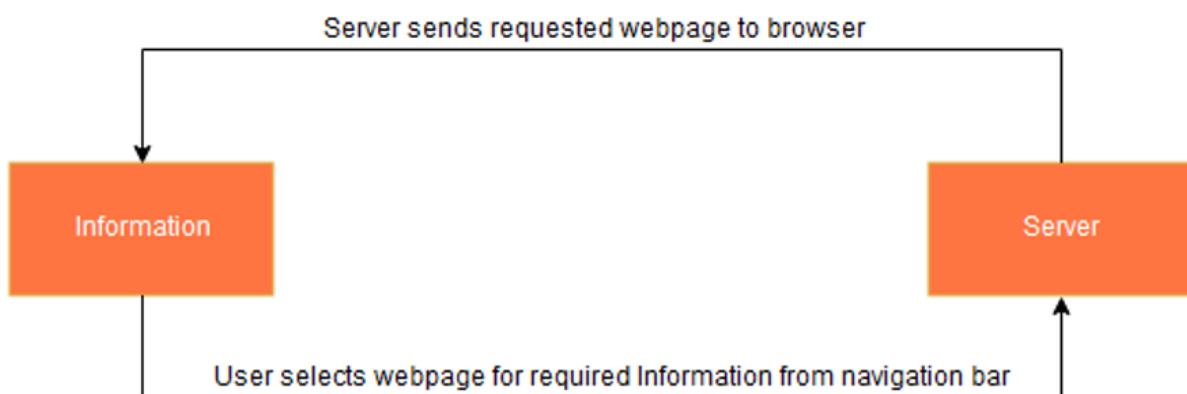 Server sends requested webpage to browser
Information
Server
User selects webpage for required Information from navigation bar